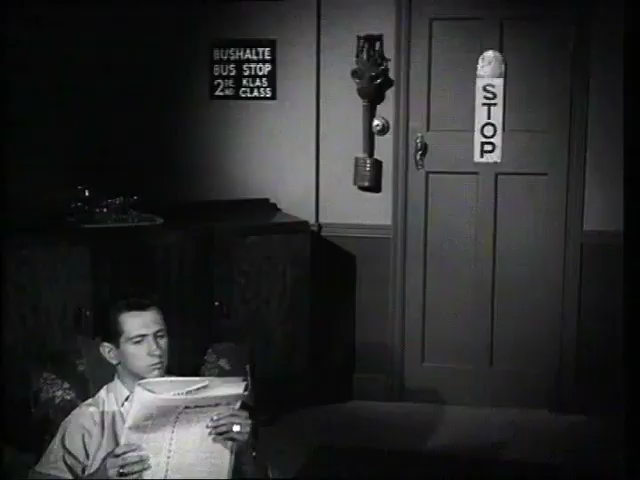 BUSHALTE
BUS STOP
2DE KLAS
2ND CLASS
STOP